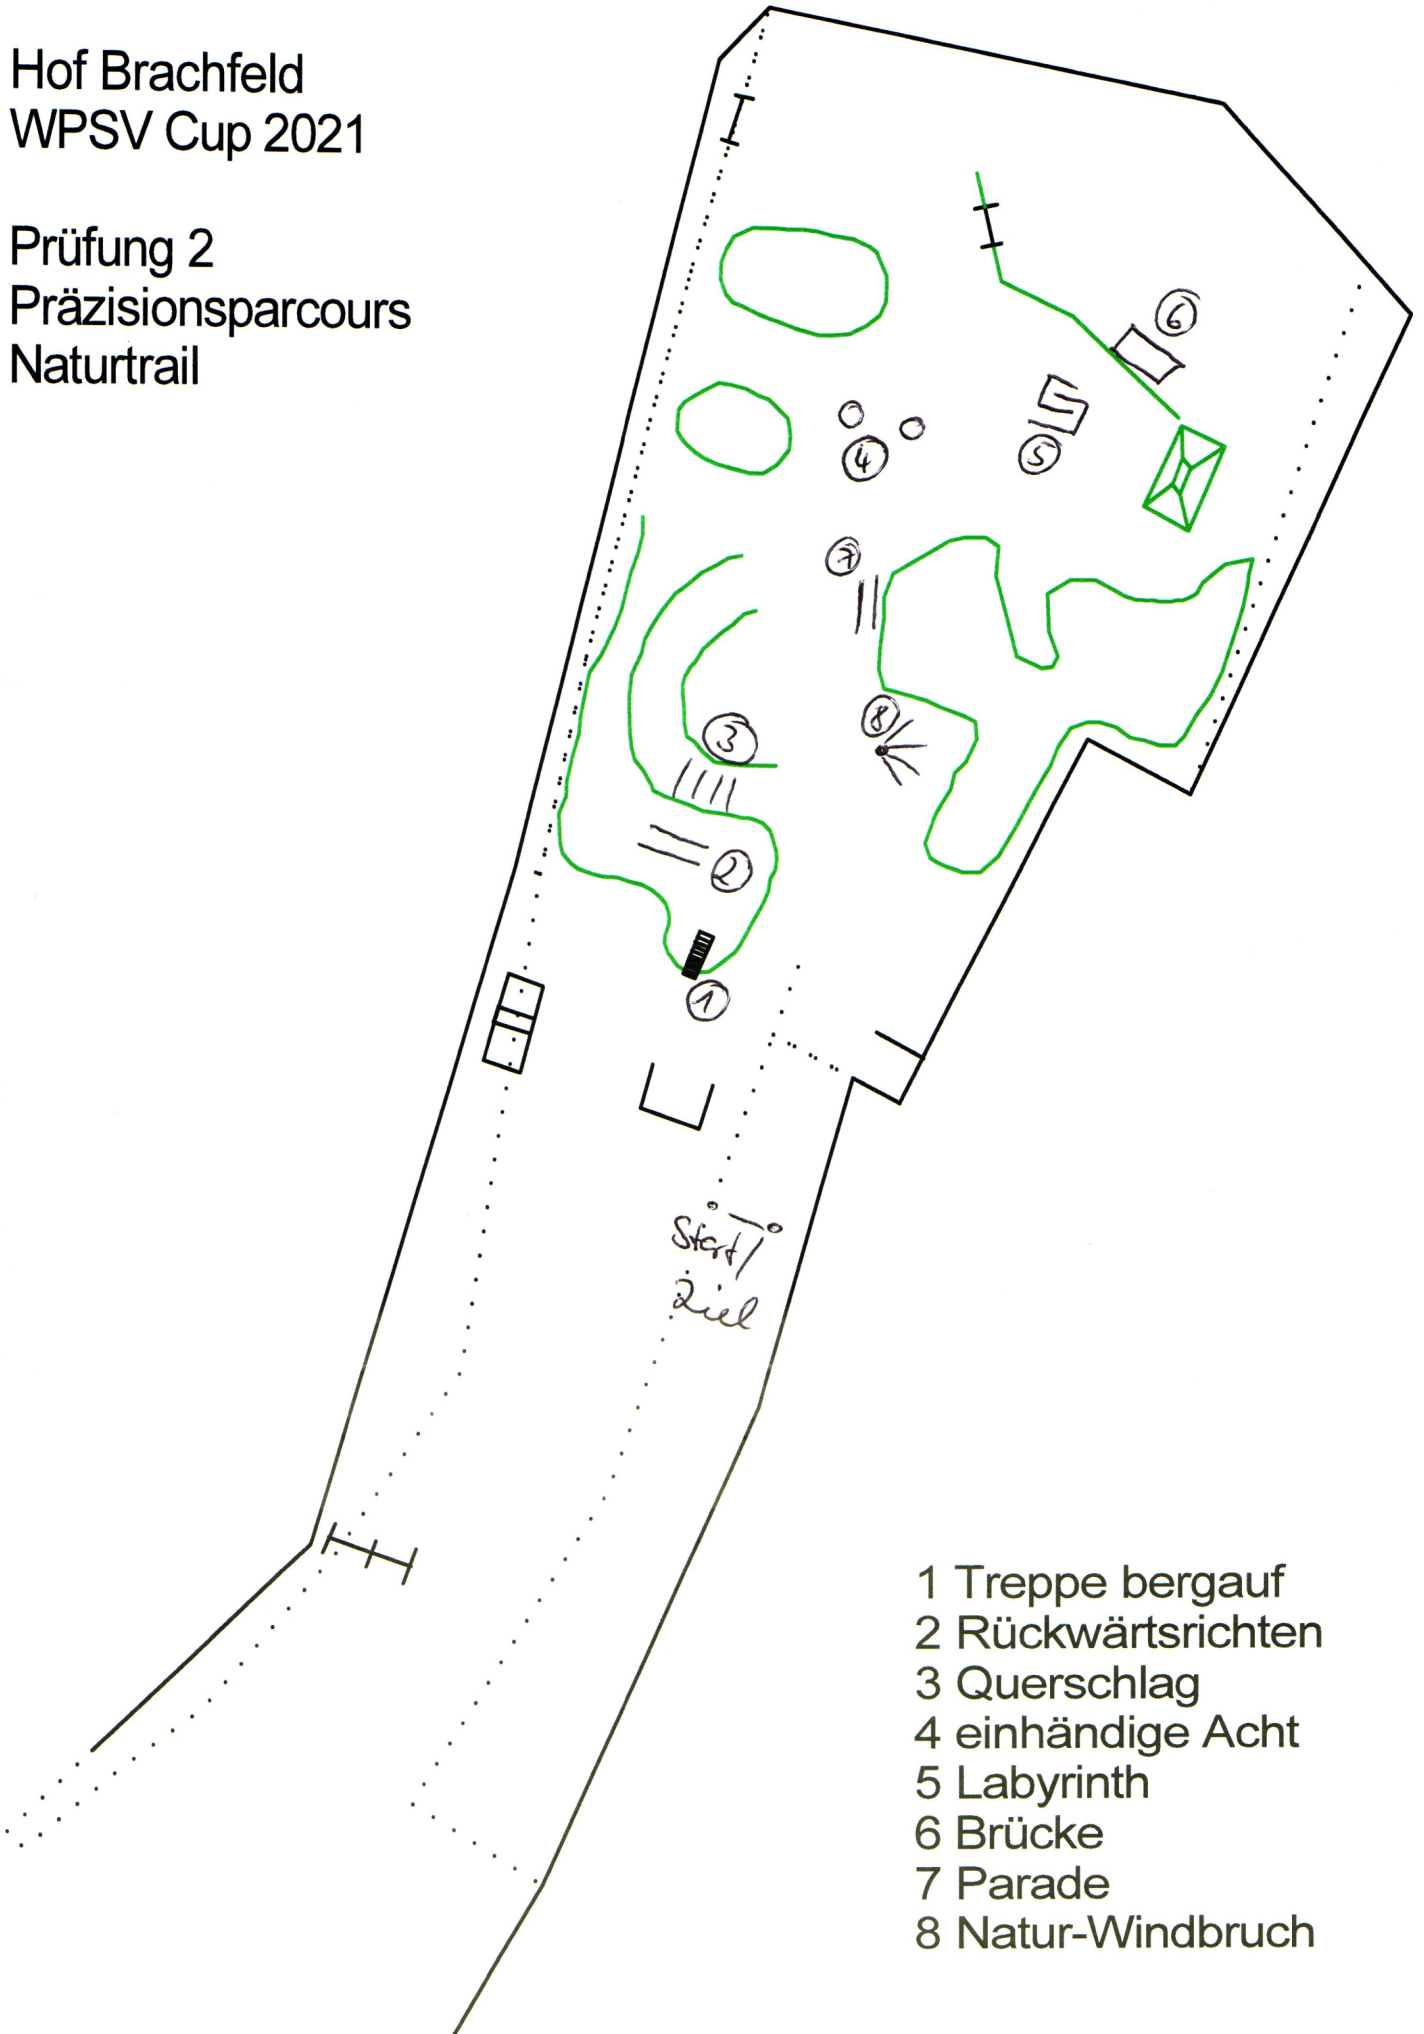 Hof Brachfeld
WPSV Cup 2021
Prüfung 2
Präzisionsparcours
Naturtrail
6
4
5
7
8
3
2
1
Start/
Ziel
1 Treppe bergauf
2 Rückwärtsrichten
3 Querschlag
4 einhändige Acht
5 Labyrinth
6 Brücke
7 Parade
8 Natur-Windbruch